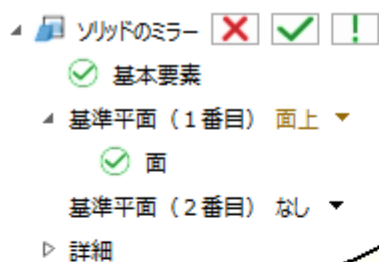 ソリッドのミラー
基本要素
基準平面（１番目） 面上
面
基準平面（２番目） なし
詳細